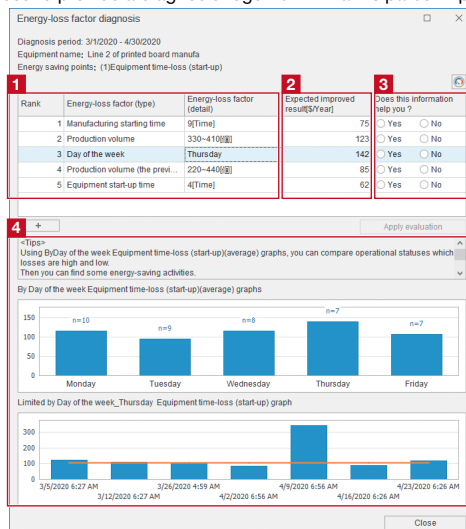 Energy-loss factor diagnosis
Diagnosis period: 3/1/2020 - 4/30/2020
Equipment name: Line 2 of printed board manufa
Energy saving points: (1)Equipment time-loss (start-up)
1
2
3
Rank Energy-loss factor (type) Energy-loss factor (detail) Expected improved result[$/Year] Does this information help you ?
1 Manufacturing starting time 9[Time] 75 Yes No
2 Production volume 330~410[個] 123 Yes No
3 Day of the week Thursday 142 Yes No
4 Production volume (the previ... 220~440[個] 85 Yes No
5 Equipment start-up time 4[Time] 62 Yes No
4
+ Apply evaluation
<Tips>
Using ByDay of the week Equipment time-loss (start-up)(average) graphs, you can compare operational statuses which
losses are high and low.
Then you can find some energy-saving activities.
By Day of the week Equipment time-loss (start-up)(average) graphs
150
100
50
0
n=10 n=9 n=8 n=7 n=7
Monday Tuesday Wednesday Thursday Friday
Limited by Day of the week_Thursday Equipment time-loss (start-up) graph
300
200
100
0
3/5/2020 6:27 AM 3/26/2020 4:59 AM 4/9/2020 6:56 AM 4/23/2020 6:26 AM
3/12/2020 6:27 AM 4/2/2020 6:56 AM 4/16/2020 6:26 AM
Close